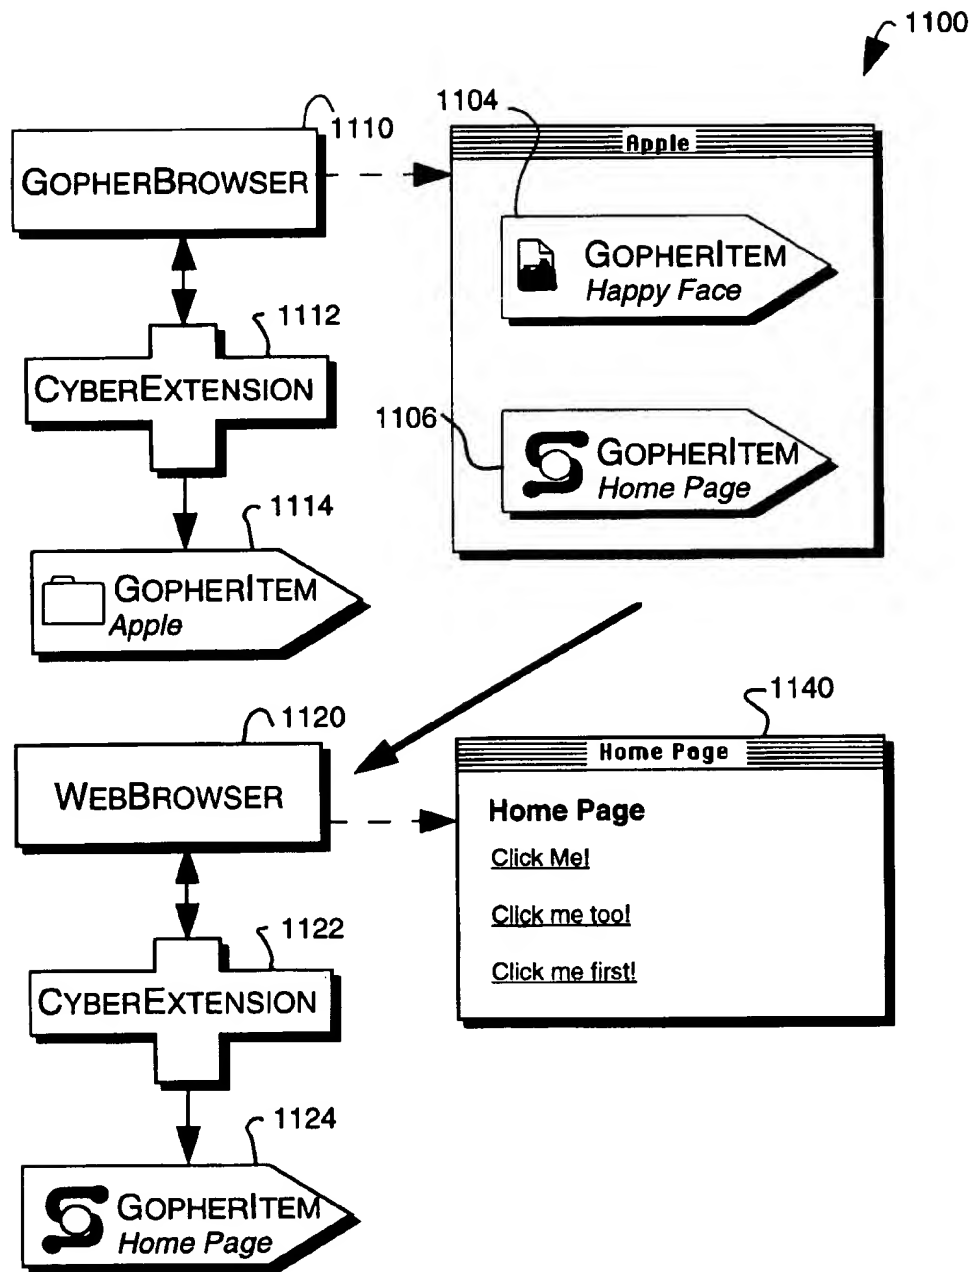 1100
1110
GOPHERBROWSER
1104
Apple
GOPHERITEM
Happy Face
1112
CYBEREXTENSION
1106
GOPHERITEM
Home Page
1114
GOPHERITEM
Apple
1120
WEBBROWSER
1140
Home Page
Home Page
Click Me!
Click me too!
Click me first!
1122
CYBEREXTENSION
1124
GOPHERITEM
Home Page